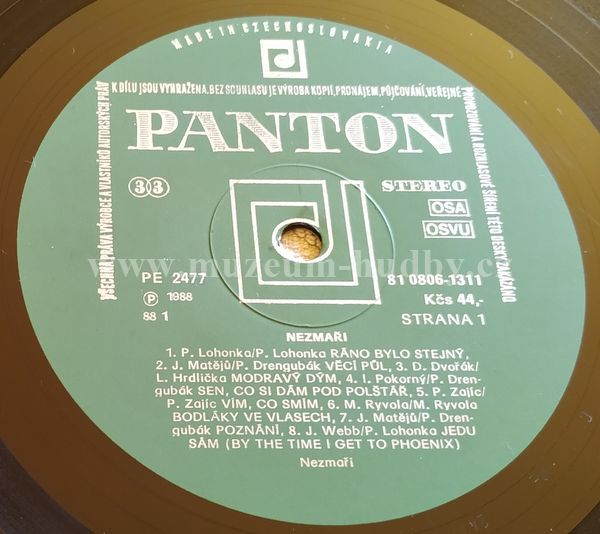 MADE IN CZECHOSLOVAKIA
VŠECHNA PRÁVA VÝROBCE A VLASTNÍKŮ AUTORSKÝCH PRÁV
K DÍLU JSOU VYHRAŽENA. BEZ SOUHLASU JE VÝROBA KOPIÍ, PRONÁJEM, PŮJČOVÁNÍ, VEŘEJNÉ
PROVOZOVÁNÍ A ROZHLASOVÉ ŠÍŘENÍ TÉTO DESKY ZAKÁZÁNO
PANTON
33
STEREO
OSA
OSVU
www.muzeum-hudby.cz
PE 2477
81 0806-1311
Ⓟ 1988
Kčs 44,-
88 1
STRANA 1
NEZMAŘI
1. P. Lohonka/P. Lohonka RÁNO BYLO STEJNÝ,
2. J. Matějů/P. Drengubák VĚCÍ PŮL, 3. D. Dvořák/
L. Hrdlička MODRAVÝ DÝM, 4. I. Pokorný/P. Dren-
gubák SEN, CO SI DÁM POD POLŠTÁŘ, 5. P. Zajíc/
P. Zajíc VÍM, CO SMÍM, 6. M. Ryvola/M. Ryvola
BODLÁKY VE VLASECH, 7. J. Matějů/P. Dren-
gubák POZNÁNÍ, 8. J. Webb/P. Lohonka JEDU
SÁM (BY THE TIME I GET TO PHOENIX)
Nezmaři